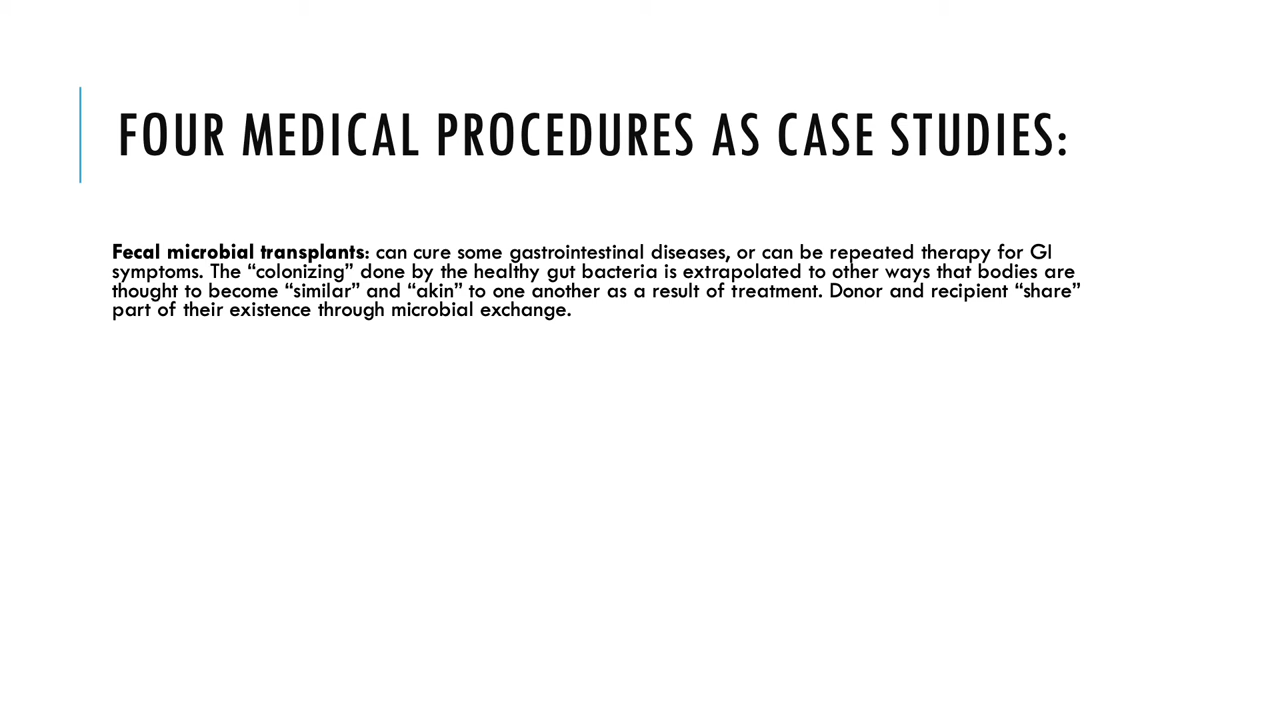 FOUR MEDICAL PROCEDURES AS CASE STUDIES:
Fecal microbial transplants: can cure some gastrointestinal diseases, or can be repeated therapy for GI
symptoms. The “colonizing” done by the healthy gut bacteria is extrapolated to other ways that bodies are
thought to become “similar” and “akin” to one another as a result of treatment. Donor and recipient “share”
part of their existence through microbial exchange.